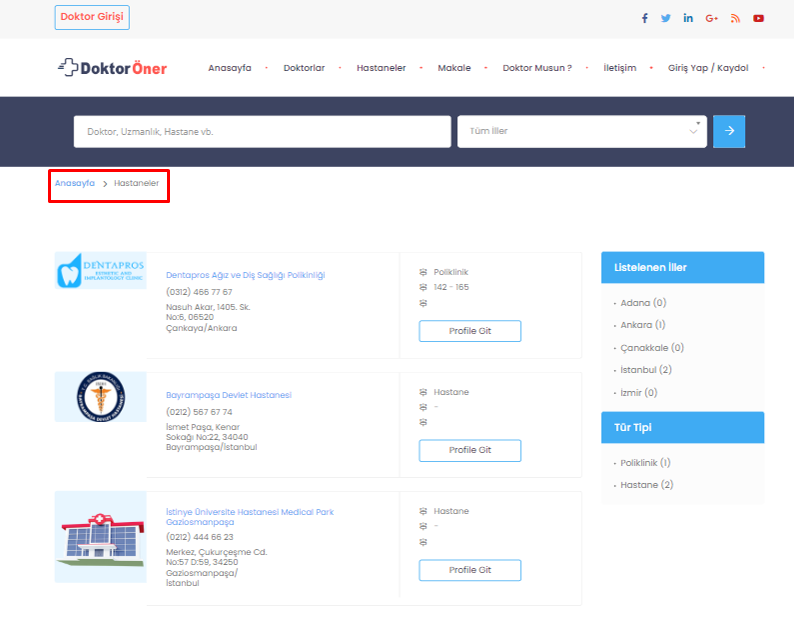 Doktor Girişi
DoktorÖner
Anasayfa
Doktorlar
Hastaneler
Makale
Doktor Musun ?
İletişim
Giriş Yap / Kaydol
Doktor, Uzmanlık, Hastane vb.
Tüm İller
Anasayfa > Hastaneler
DENTAPROS
ESTHETIC AND
IMPLANTOLOGY CLINIC
Dentapros Ağız ve Diş Sağlığı Polikinliği
(0312) 466 77 67
Nasuh Akar, 1405. Sk.
No:6, 06520
Çankaya/Ankara
Poliklinik
142 - 165
Profile Git
Bayrampaşa Devlet Hastanesi
(0212) 567 67 74
İsmet Paşa, Kenar
Sokağı No:22, 34040
Bayrampaşa/İstanbul
Hastane
-
Profile Git
İstinye Üniversite Hastanesi Medical Park
Gaziosmanpaşa
(0212) 444 66 23
Merkez, Çukurçeşme Cd.
No:57 D:59, 34250
Gaziosmanpaşa/
İstanbul
Hastane
-
Profile Git
Listelenen İller
Adana (0)
Ankara (1)
Çanakkale (0)
İstanbul (2)
İzmir (0)
Tür Tipi
Poliklinik (1)
Hastane (2)